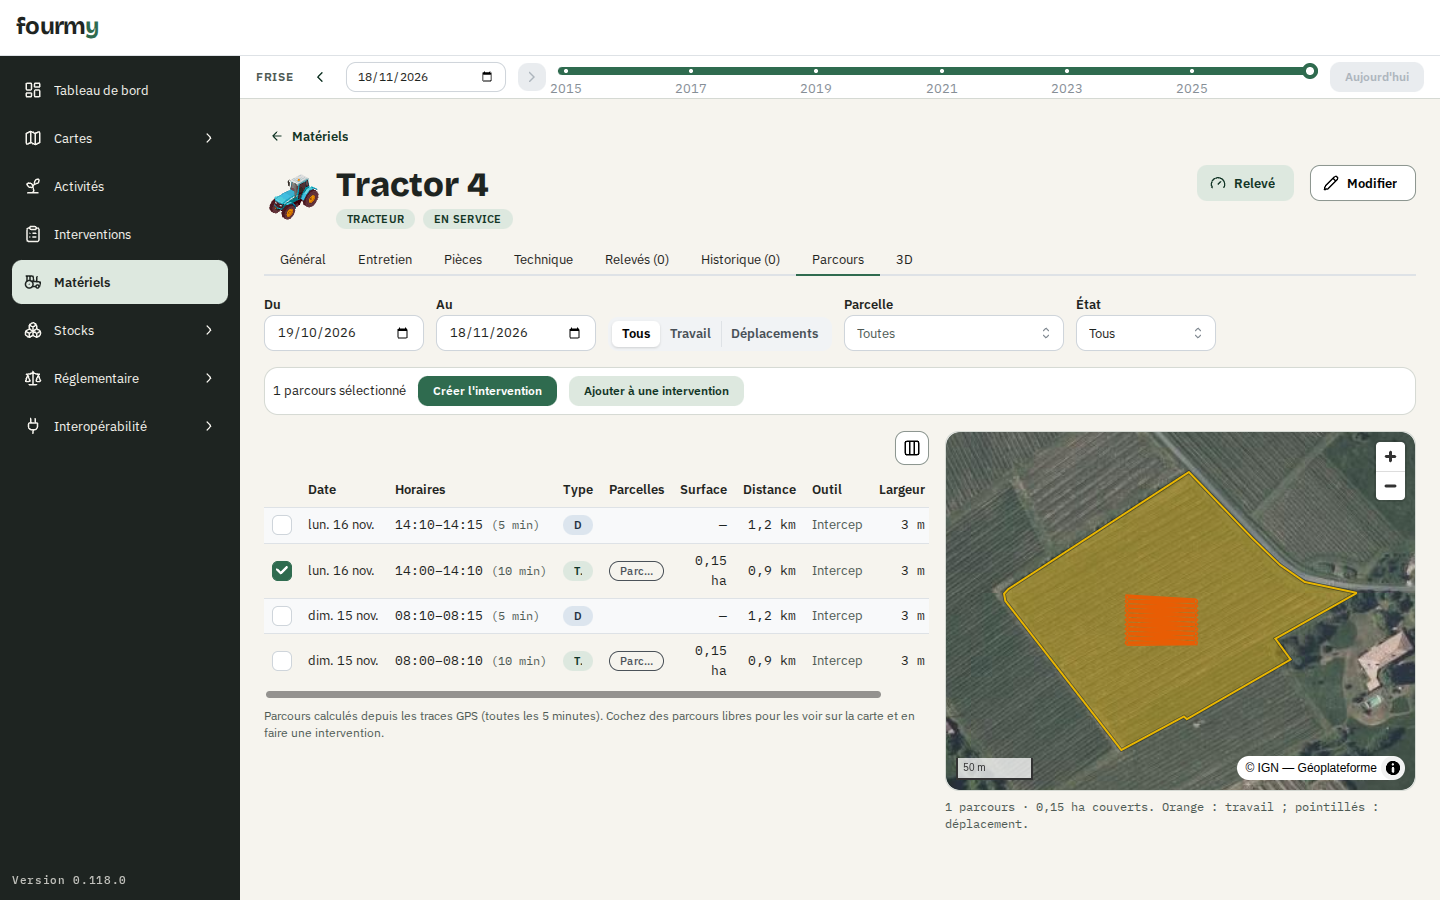 fourmy
FRISE
18/11/2026
2015
2017
2019
2021
2023
2025
Aujourd'hui
Tableau de bord
Cartes
Activités
Interventions
Matériels
Stocks
Réglementaire
Interopérabilité
Version 0.118.0
Matériels
Tractor 4
TRACTEUR
EN SERVICE
Relevé
Modifier
Général
Entretien
Pièces
Technique
Relevés (0)
Historique (0)
Parcours
3D
Du
Au
Parcelle
État
19/10/2026
18/11/2026
Tous
Travail
Déplacements
Toutes
Tous
1 parcours sélectionné
Créer l'intervention
Ajouter à une intervention
Date Horaires Type Parcelles Surface Distance Outil Largeur
lun. 16 nov. 14:10–14:15 (5 min) D — 1,2 km Intercep 3 m
lun. 16 nov. 14:00–14:10 (10 min) T. Parc... 0,15 ha 0,9 km Intercep 3 m
dim. 15 nov. 08:10–08:15 (5 min) D — 1,2 km Intercep 3 m
dim. 15 nov. 08:00–08:10 (10 min) T. Parc... 0,15 ha 0,9 km Intercep 3 m
Parcours calculés depuis les traces GPS (toutes les 5 minutes). Cochez des parcours libres pour les voir sur la carte et en
faire une intervention.
50 m
© IGN — Géoplateforme
1 parcours · 0,15 ha couverts. Orange : travail ; pointillés :
déplacement.